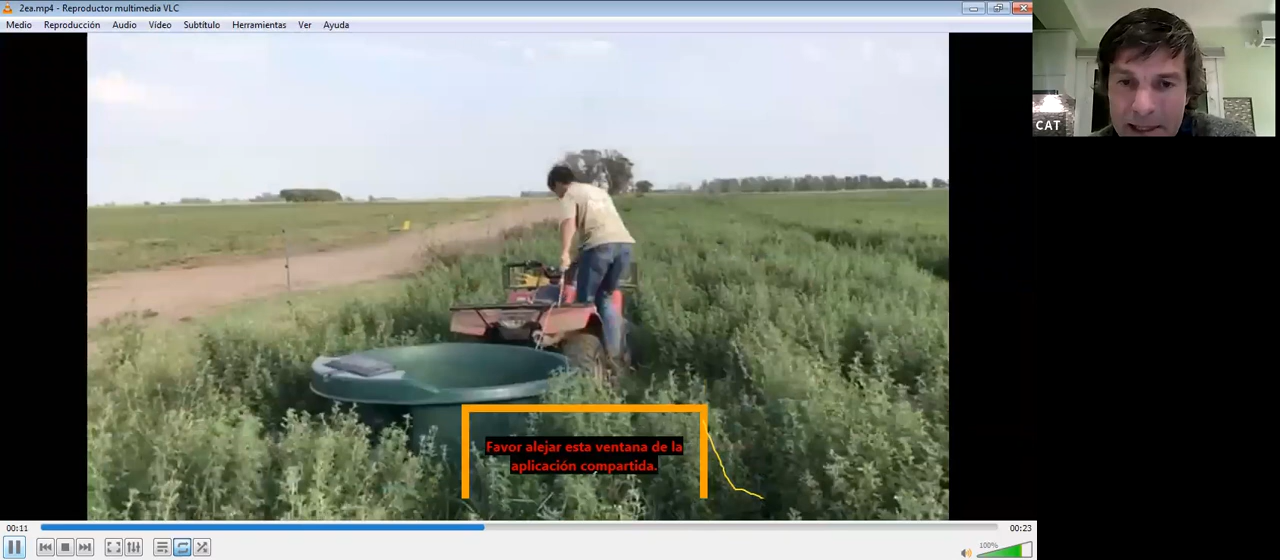 2ea.mp4 - Reproductor multimedia VLC
Medio Reproducción Audio Vídeo Subtítulo Herramientas Ver Ayuda
CAT
Favor alejar esta ventana de la
aplicación compartida.
00:11
00:23
100%